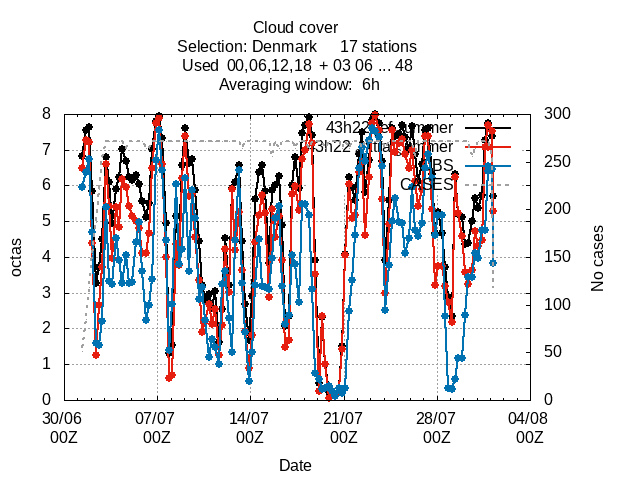 Cloud cover
Selection: Denmark 17 stations
Used 00,06,12,18 + 03 06 ... 48
Averaging window: 6h
octas
No cases
8
7
6
5
4
3
2
1
0
300
250
200
150
100
50
0
OBS
CASES
30/06 07/07 14/07 21/07 28/07 04/08
00Z 00Z 00Z 00Z 00Z 00Z
Date